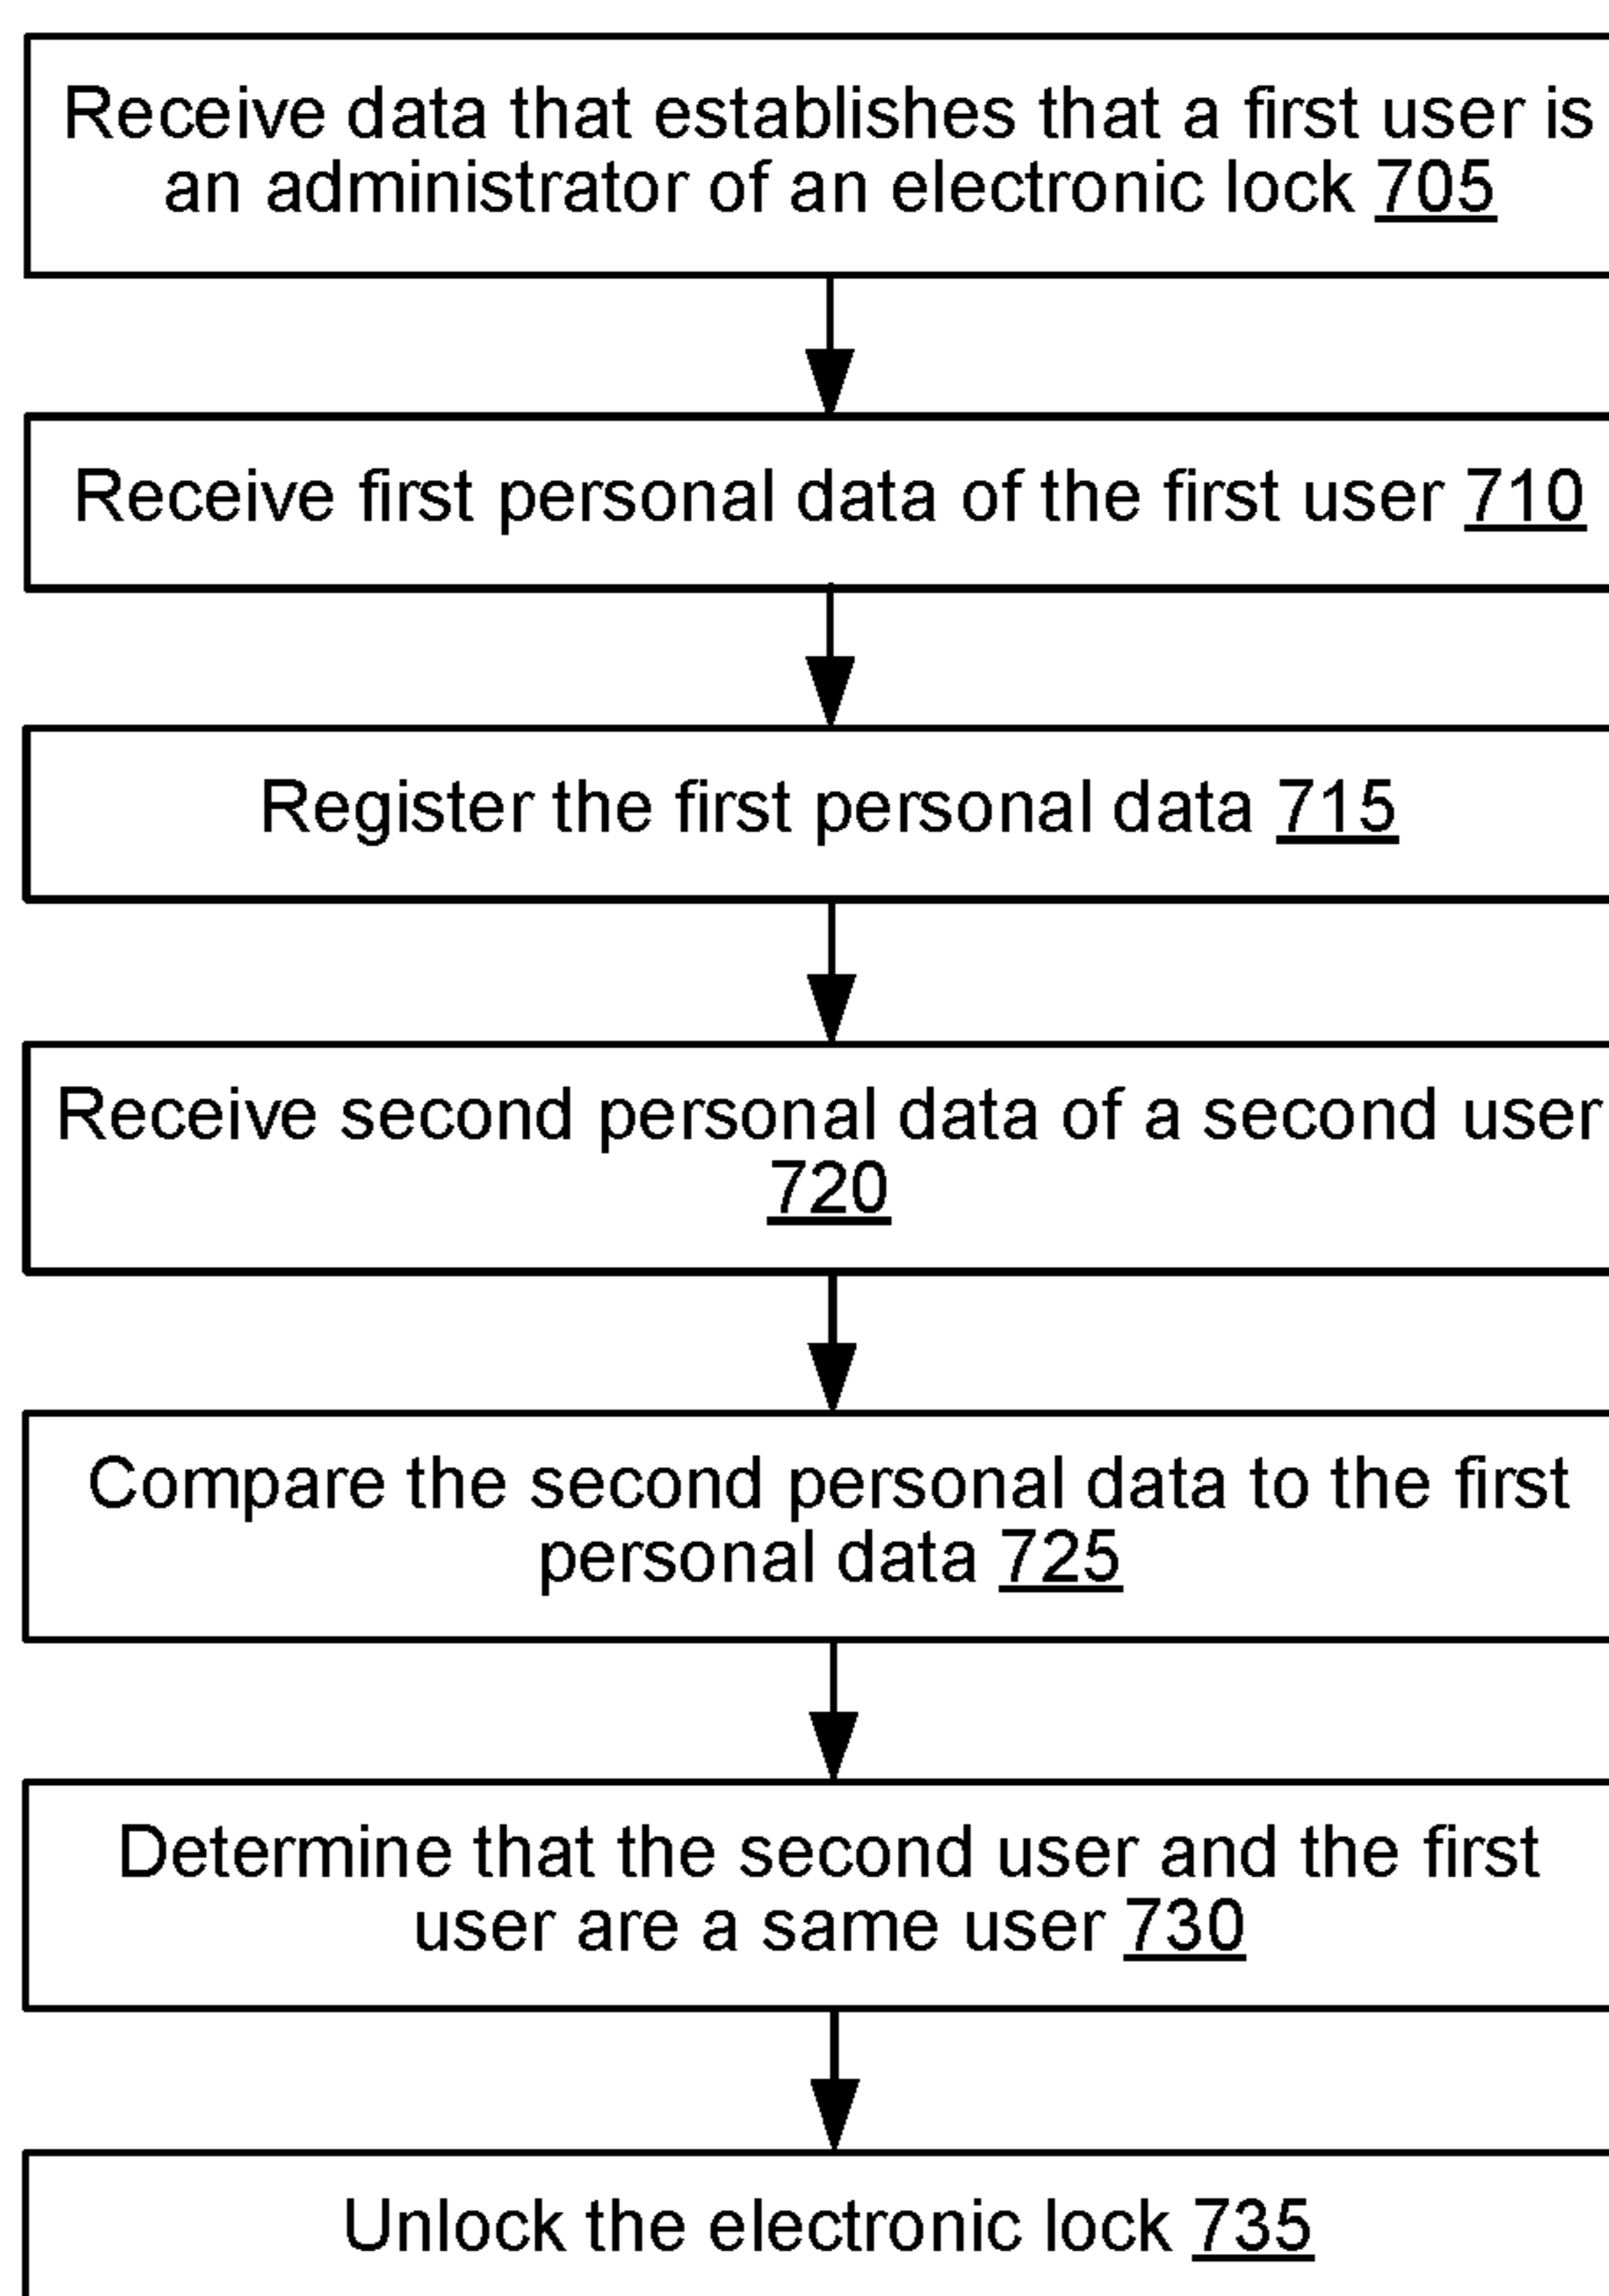 Receive data that establishes that a first user is
an administrator of an electronic lock 705
Receive first personal data of the first user 710
Register the first personal data 715
Receive second personal data of a second user
720
Compare the second personal data to the first
personal data 725
Determine that the second user and the first
user are a same user 730
Unlock the electronic lock 735